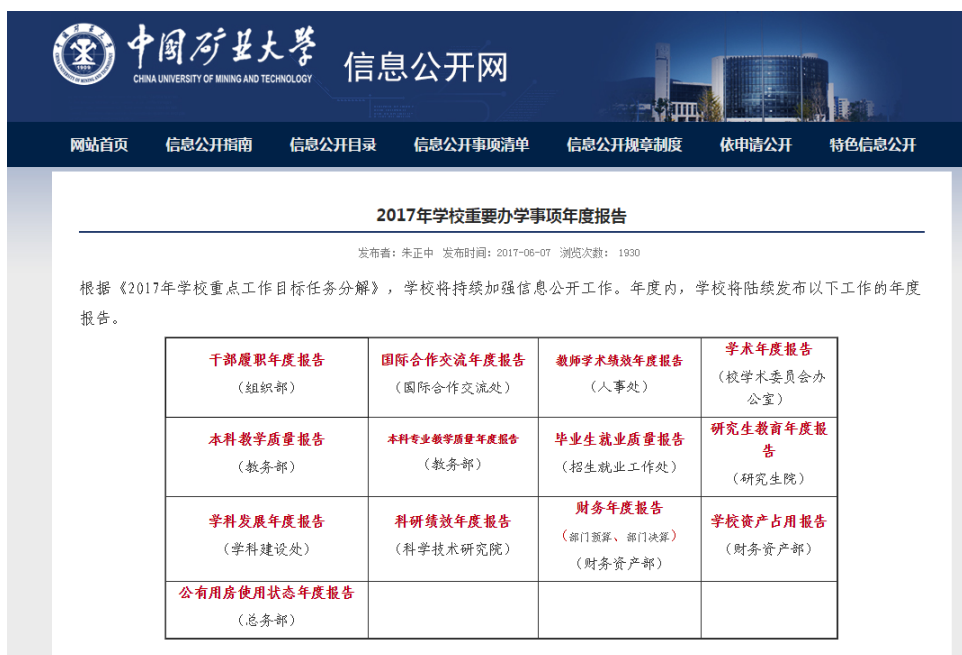 中国矿业大学
CHINA UNIVERSITY OF MINING AND TECHNOLOGY
信息公开网
网站首页 信息公开指南 信息公开目录 信息公开事项清单 信息公开规章制度 依申请公开 特色信息公开
2017年学校重要办学事项年度报告
发布者：朱正中 发布时间：2017-06-07 浏览次数： 1930
根据《2017年学校重点工作目标任务分解》，学校将持续加强信息公开工作。年度内，学校将陆续发布以下工作的年度
报告。
干部履职年度报告
（组织部）
国际合作交流年度报告
（国际合作交流处）
教师学术绩效年度报告
（人事处）
学术年度报告
（校学术委员会办
公室）
本科教学质量报告
（教务部）
本科专业教学质量年度报告
（教务部）
毕业生就业质量报告
（招生就业工作处）
研究生教育年度报
告
（研究生院）
学科发展年度报告
（学科建设处）
科研绩效年度报告
（科学技术研究院）
财务年度报告
（部门预算、部门决算）
（财务资产部）
学校资产占用报告
（财务资产部）
公有用房使用状态年度报告
（总务部）